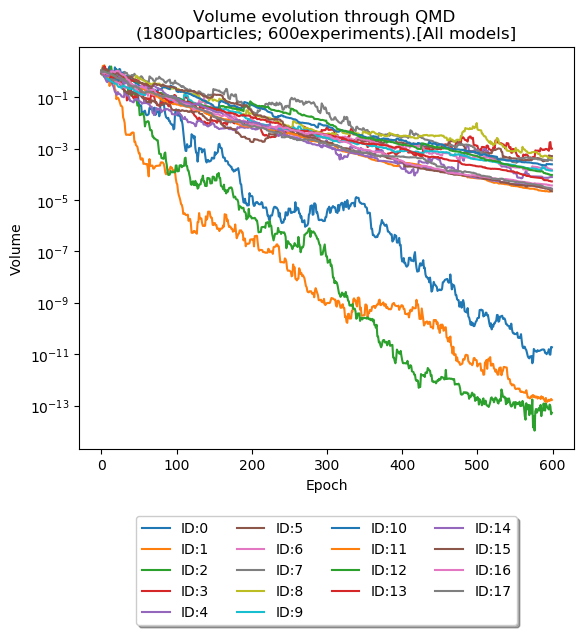 Volume evolution through QMD
(1800particles; 600experiments).[All models]
Volume
10⁻¹
10⁻³
10⁻⁵
10⁻⁷
10⁻⁹
10⁻¹¹
10⁻¹³
0 100 200 300 400 500 600
Epoch
ID:0 ID:5 ID:10 ID:14
ID:1 ID:6 ID:11 ID:15
ID:2 ID:7 ID:12 ID:16
ID:3 ID:8 ID:13 ID:17
ID:4 ID:9